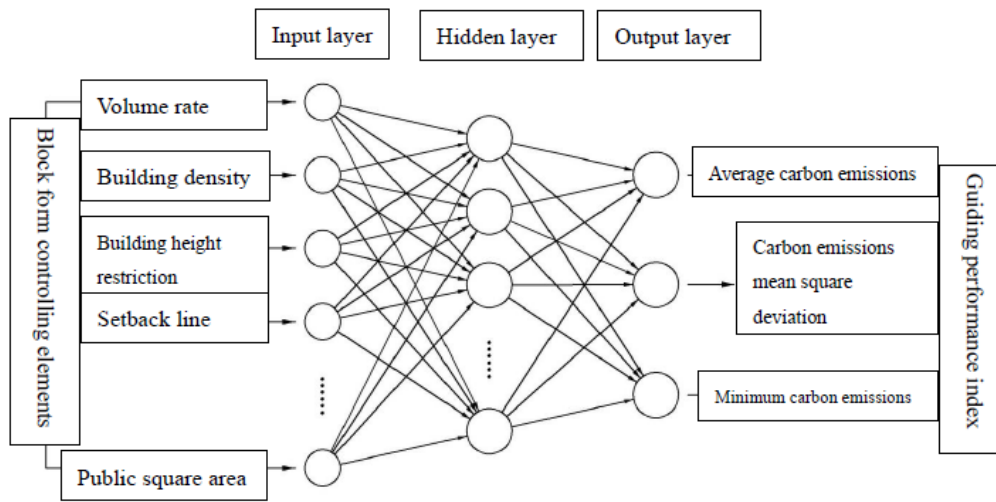 Input layer
Hidden layer
Output layer
Block form controlling elements
Volume rate
Building density
Building height
restriction
Setback line
Public square area
Average carbon emissions
Carbon emissions
mean square
deviation
Minimum carbon emissions
Guiding performance index